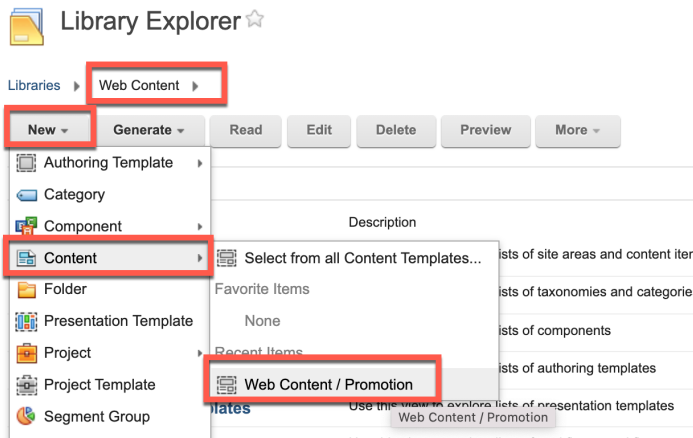 Library Explorer
Libraries Web Content
New Generate Read Edit Delete Preview More
Authoring Template
Category
Component Description
Content Select from all Content Templates... ists of site areas and content iter
Folder Favorite Items ists of taxonomies and categorie
Presentation Template None ists of components
Project Recent Items ists of authoring templates
Project Template Web Content / Promotion
Segment Group plates Use this view to explore lists of presentation templates
Web Content / Promotion